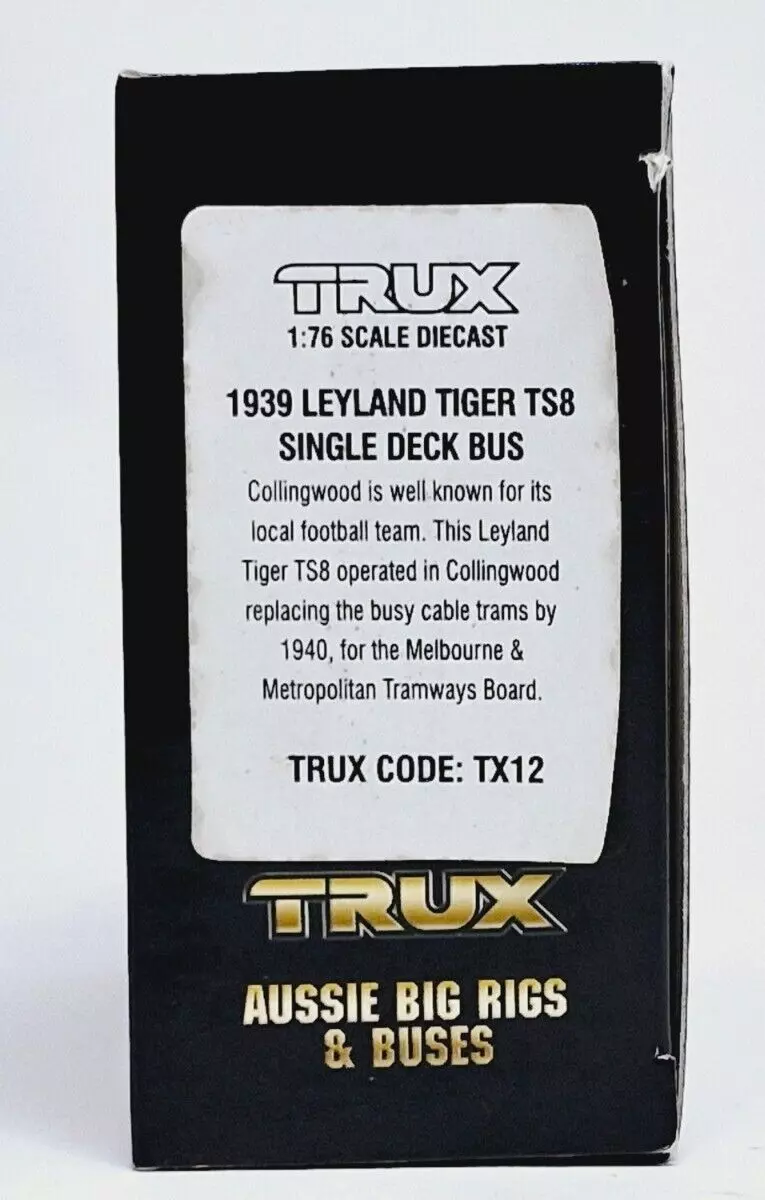 TRUX
1:76 SCALE DIECAST
1939 LEYLAND TIGER TS8
SINGLE DECK BUS
Collingwood is well known for its
local football team. This Leyland
Tiger TS8 operated in Collingwood
replacing the busy cable trams by
1940, for the Melbourne &
Metropolitan Tramways Board.
TRUX CODE: TX12
TRUX
AUSSIE BIG RIGS
& BUSES